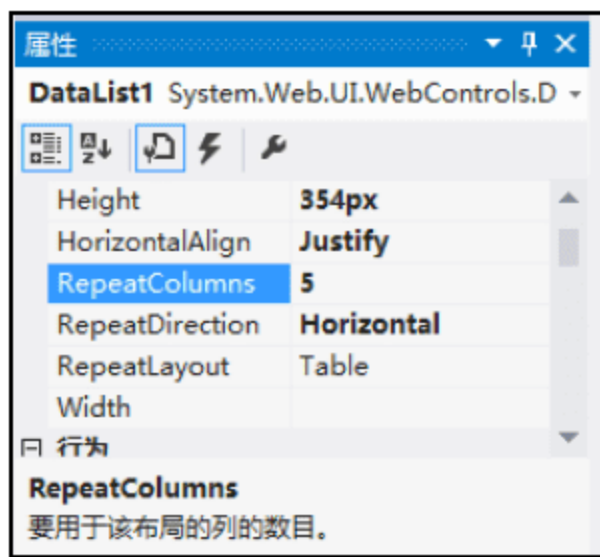 属性
DataList1 System.Web.UI.WebControls.D
Height 354px
HorizontalAlign Justify
RepeatColumns 5
RepeatDirection Horizontal
RepeatLayout Table
Width
行为
RepeatColumns
要用于该布局的列的数目。